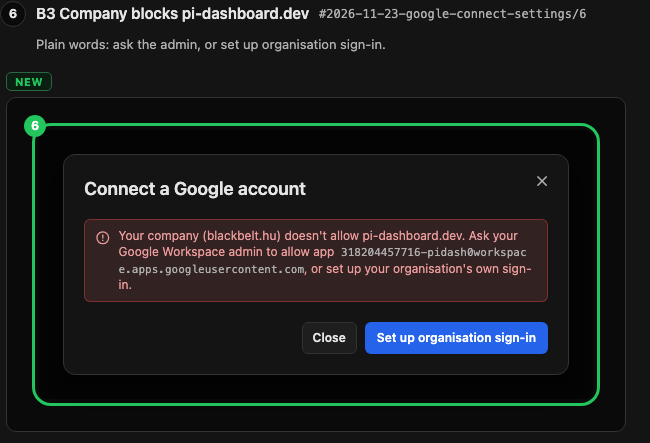 6 B3 Company blocks pi-dashboard.dev #2026-11-23-google-connect-settings/6
Plain words: ask the admin, or set up organisation sign-in.
NEW
6
Connect a Google account
Your company (blackbelt.hu) doesn't allow pi-dashboard.dev. Ask your
Google Workspace admin to allow app 318204457716-pidash0workspac
e.apps.googleusercontent.com, or set up your organisation's own sign-
in.
Close Set up organisation sign-in